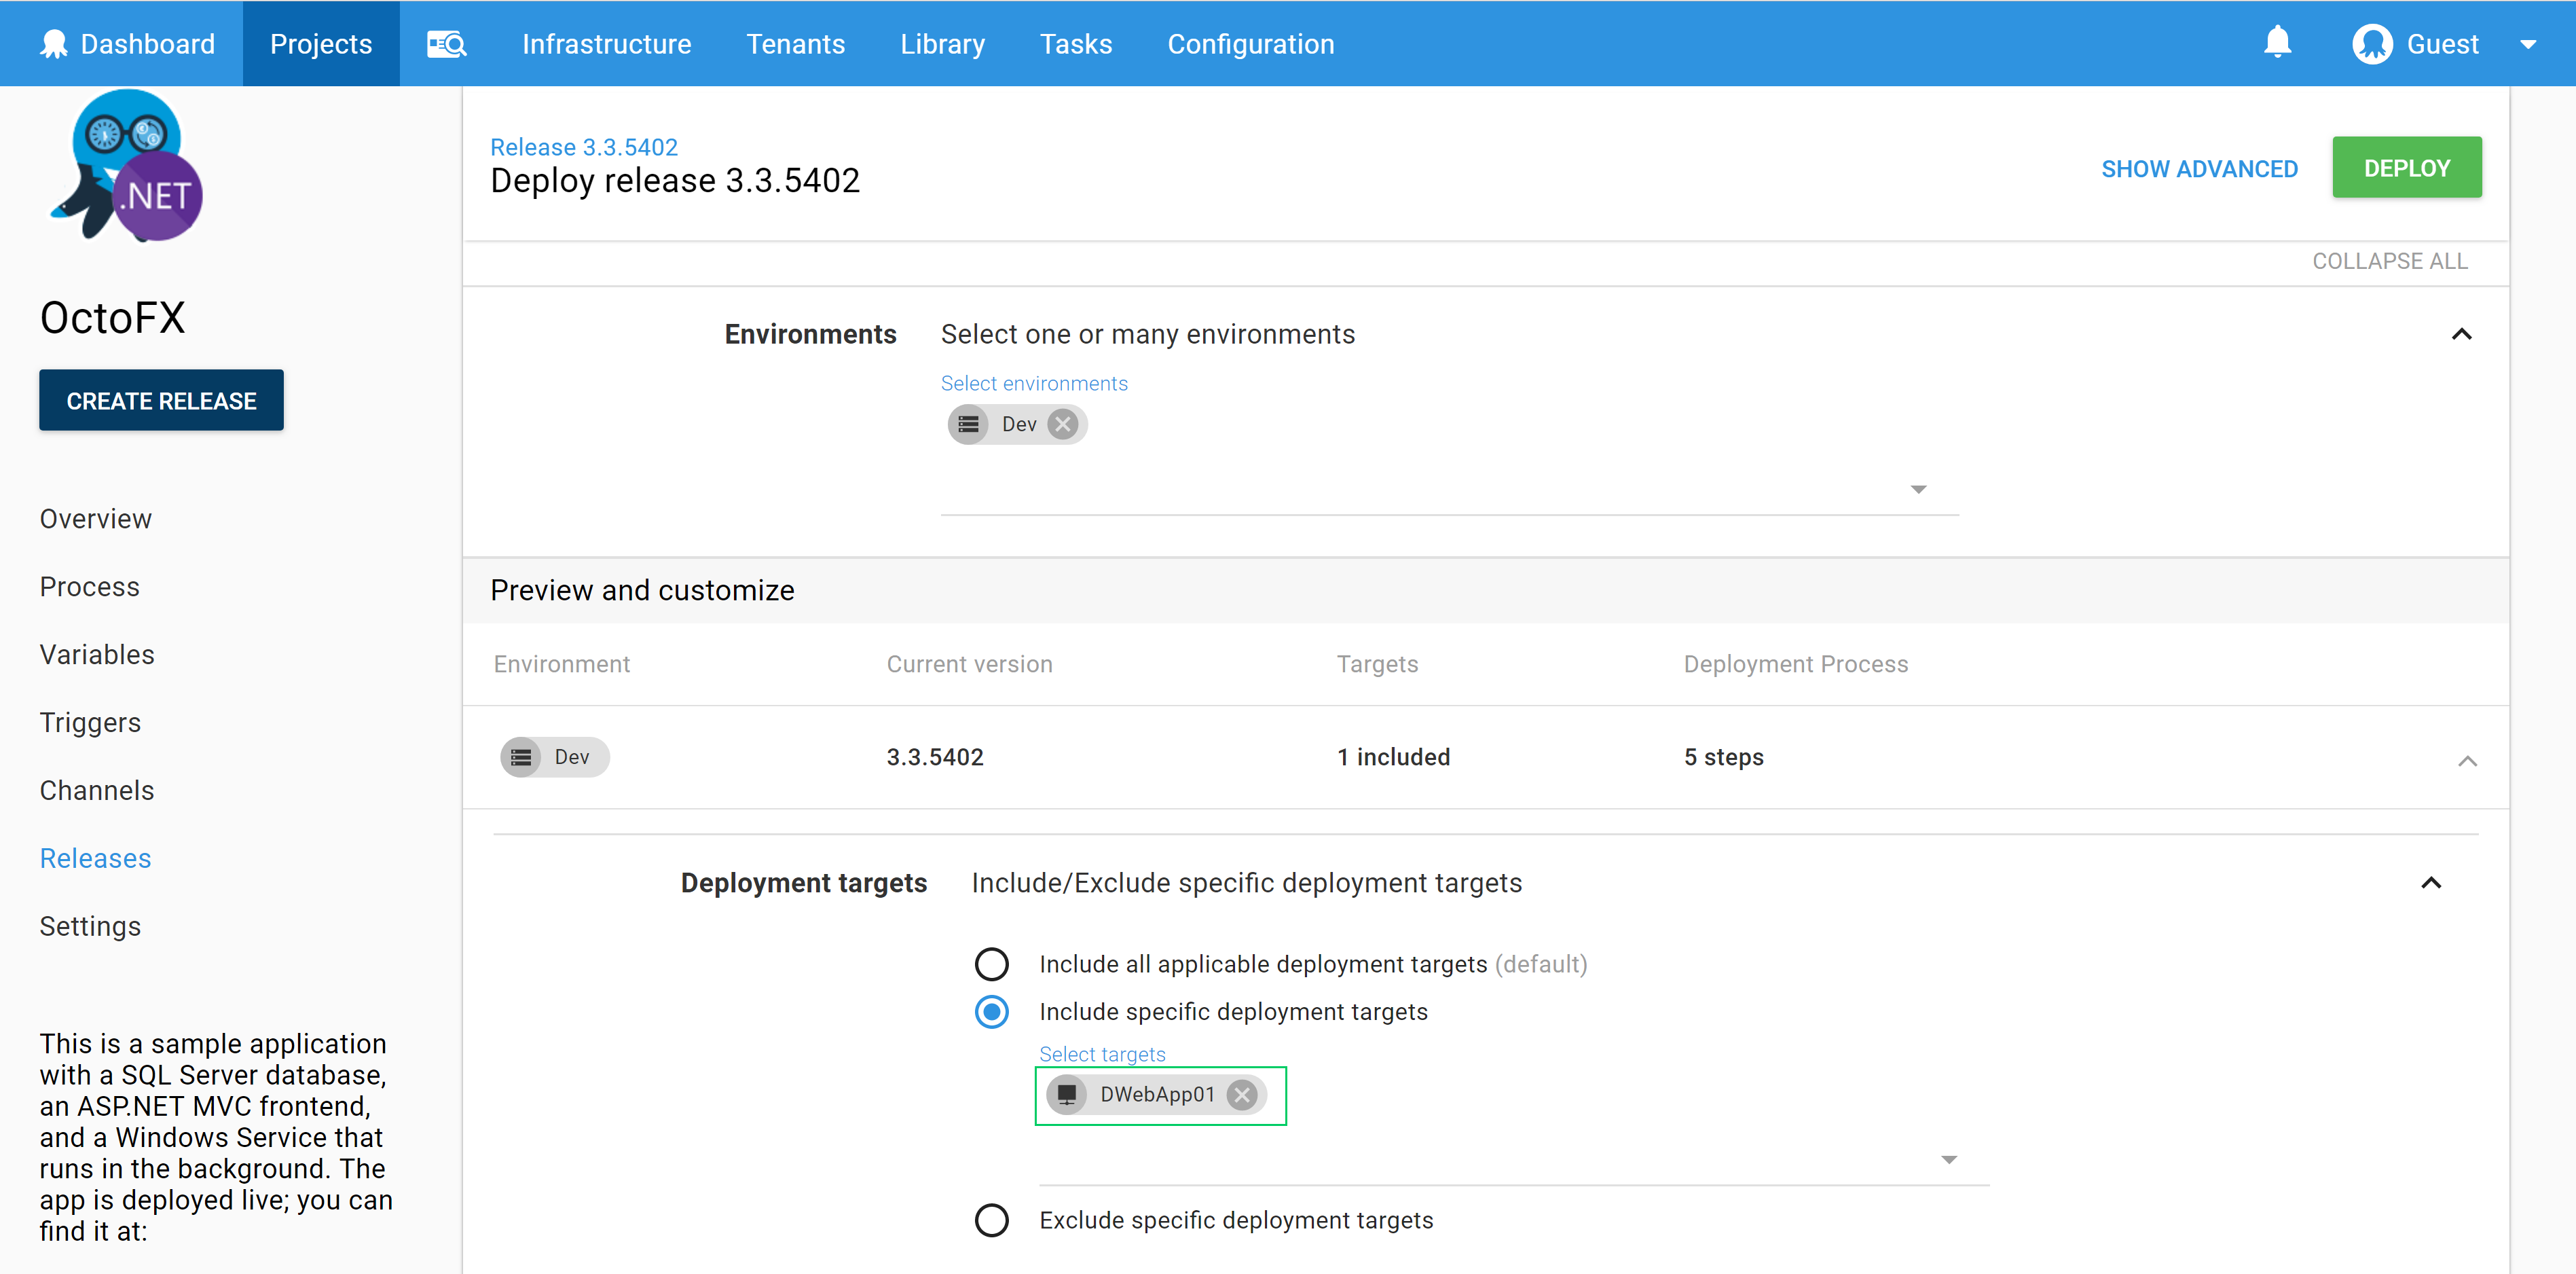 Dashboard Projects Infrastructure Tenants Library Tasks Configuration Guest
.NET
OctoFX
CREATE RELEASE
Overview
Process
Variables
Triggers
Channels
Releases
Settings
This is a sample application
with a SQL Server database,
an ASP.NET MVC frontend,
and a Windows Service that
runs in the background. The
app is deployed live; you can
find it at:
Release 3.3.5402
Deploy release 3.3.5402
SHOW ADVANCED DEPLOY
COLLAPSE ALL
Environments Select one or many environments
Select environments
Dev
Preview and customize
Environment Current version Targets Deployment Process
Dev 3.3.5402 1 included 5 steps
Deployment targets Include/Exclude specific deployment targets
Include all applicable deployment targets (default)
Include specific deployment targets
Select targets
DWebApp01
Exclude specific deployment targets